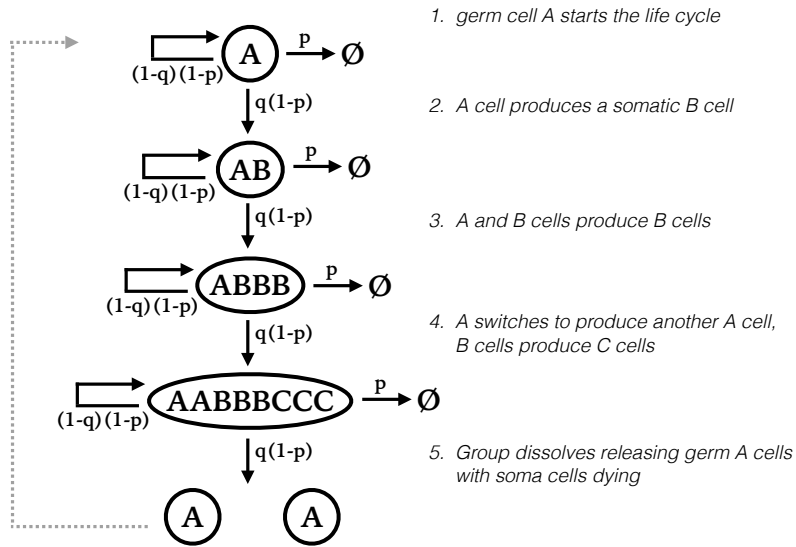 1. germ cell A starts the life cycle
A p Ø
(1-q)(1-p)
q(1-p)
2. A cell produces a somatic B cell
AB p Ø
(1-q)(1-p)
q(1-p)
3. A and B cells produce B cells
ABBB p Ø
(1-q)(1-p)
q(1-p)
4. A switches to produce another A cell,
B cells produce C cells
AABBBCCC p Ø
(1-q)(1-p)
q(1-p)
5. Group dissolves releasing germ A cells
with soma cells dying
A A